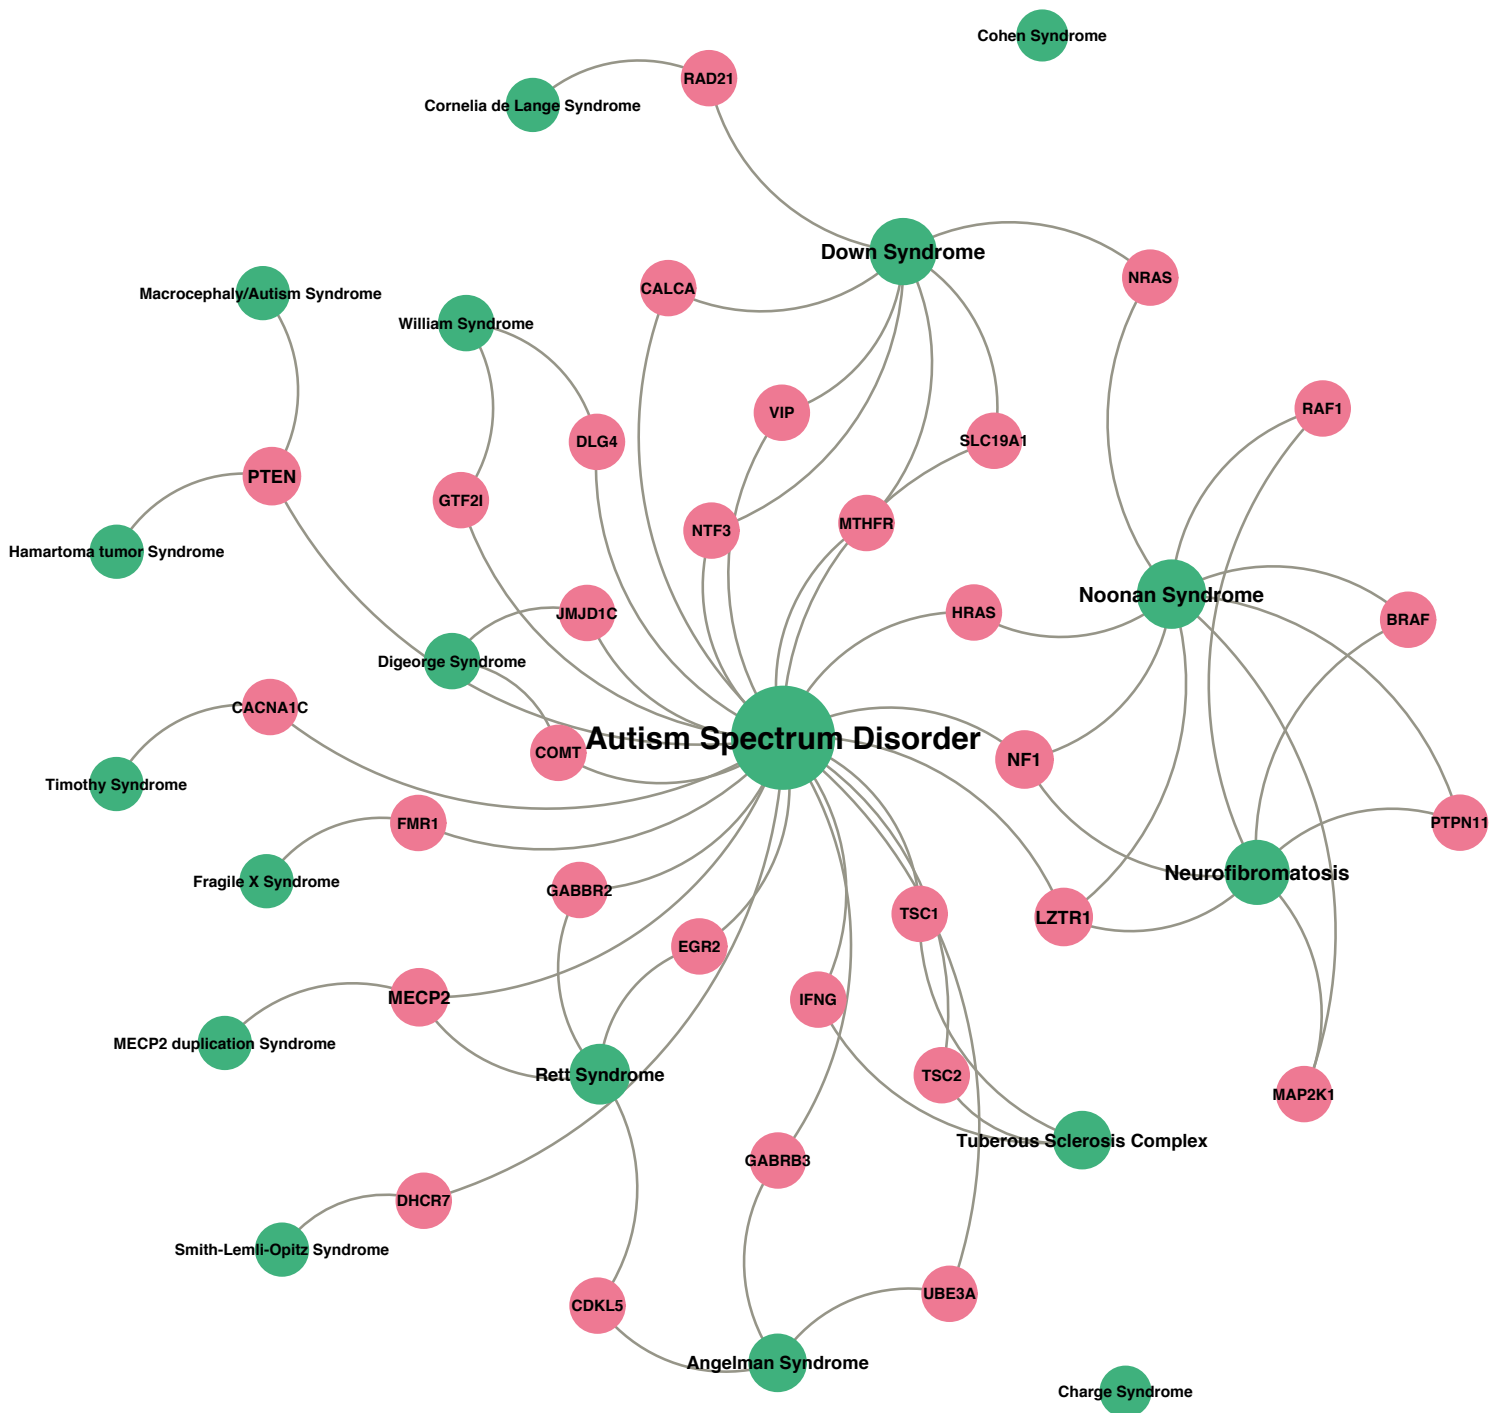 Cohen Syndrome
RAD21
Cornelia de Lange Syndrome
Down Syndrome
NRAS
CALCA
Macrocephaly/Autism Syndrome
William Syndrome
RAF1
VIP
DLG4
SLC19A1
PTEN
GTF2I
MTHFR
NTF3
Hamartoma tumor Syndrome
Noonan Syndrome
HRAS
JMJD1C
BRAF
Digeorge Syndrome
CACNA1C
Autism Spectrum Disorder
COMT
NF1
Timothy Syndrome
FMR1
PTPN11
Neurofibromatosis
Fragile X Syndrome
GABBR2
TSC1
LZTR1
EGR2
MECP2
IFNG
MECP2 duplication Syndrome
Rett Syndrome
TSC2
MAP2K1
Tuberous Sclerosis Complex
GABRB3
DHCR7
Smith-Lemli-Opitz Syndrome
UBE3A
CDKL5
Angelman Syndrome
Charge Syndrome